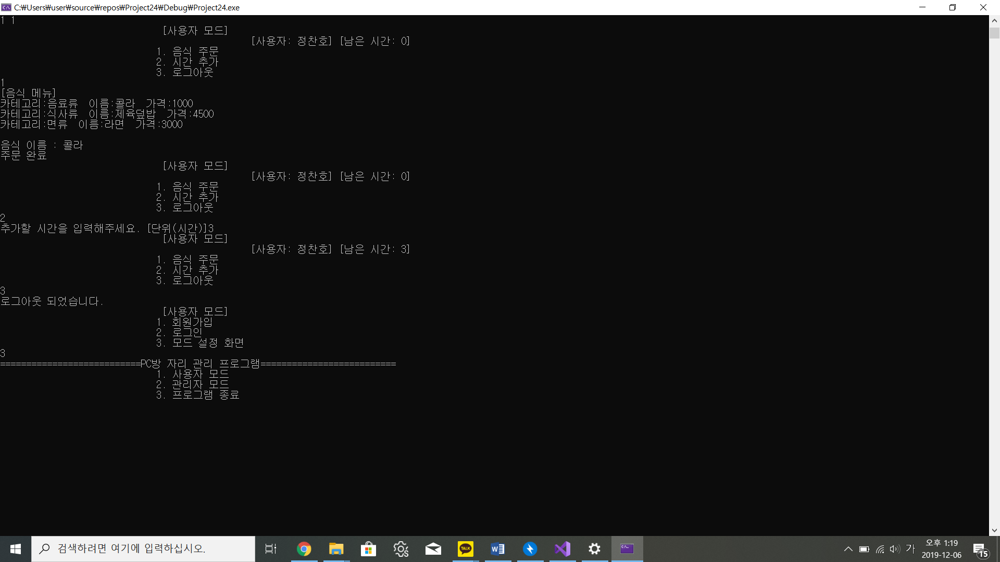 C:₩Users₩user₩source₩repos₩Project24₩Debug₩Project24.exe
1 1
[사용자 모드]
[사용자: 정찬호] [남은 시간: 0]
1. 음식 주문
2. 시간 추가
3. 로그아웃
1
[음식 메뉴]
카테고리:음료류 이름:콜라 가격:1000
카테고리:식사류 이름:제육덮밥 가격:4500
카테고리:면류 이름:라면 가격:3000
음식 이름 : 콜라
주문 완료
[사용자 모드]
[사용자: 정찬호] [남은 시간: 0]
1. 음식 주문
2. 시간 추가
3. 로그아웃
2
추가할 시간을 입력해주세요. [단위(시간)]3
[사용자 모드]
[사용자: 정찬호] [남은 시간: 3]
1. 음식 주문
2. 시간 추가
3. 로그아웃
3
로그아웃 되었습니다.
[사용자 모드]
1. 회원가입
2. 로그인
3. 모드 설정 화면
3
===========================PC방 자리 관리 프로그램==========================
1. 사용자 모드
2. 관리자 모드
3. 프로그램 종료
검색하려면 여기에 입력하십시오.
TALK
가
오후 1:19
2019-12-06
15